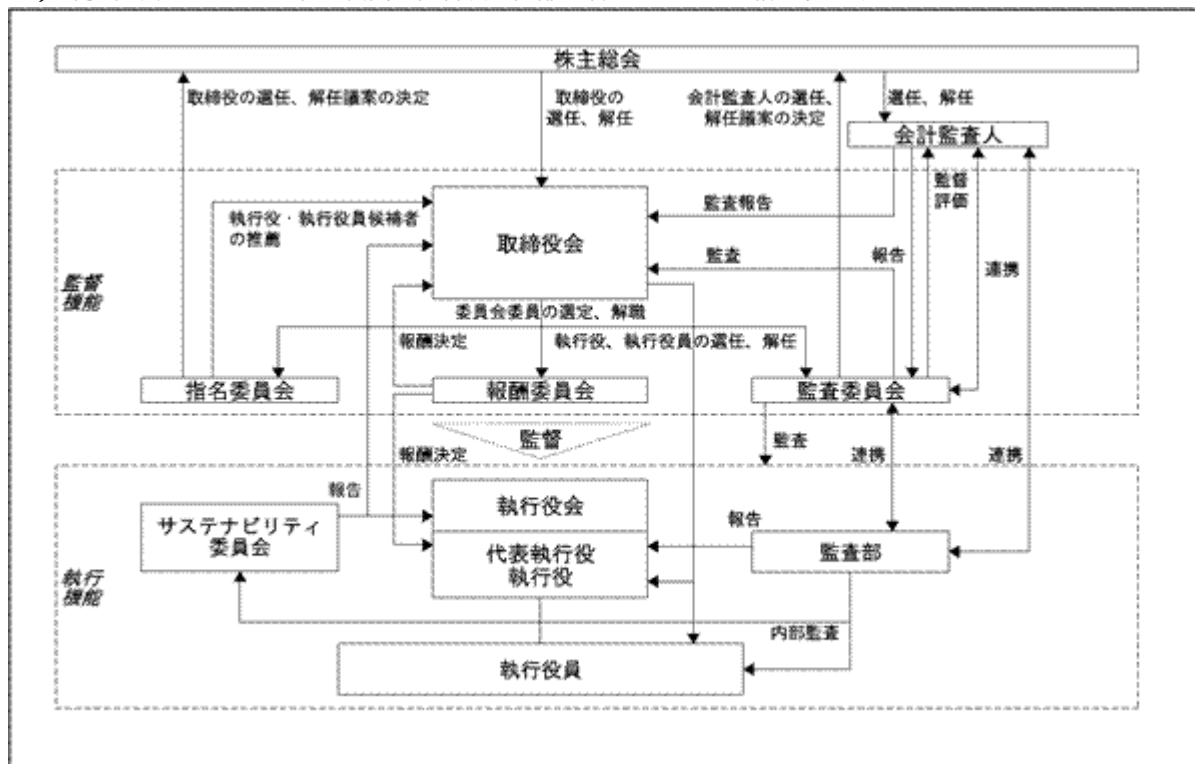 株主総会
取締役の選任、解任議案の決定
取締役の
選任、解任
会計監査人の選任、
解任議案の決定
選任、解任
会計監査人
監督
評価
執行役・執行役員候補者
の推薦
監査報告
取締役会
監査
報告
連携
監督
機能
委員会委員の選定、解職
報酬決定
執行役、執行役員の選任、解任
指名委員会
報酬委員会
監査委員会
監督
監査
報酬決定
連携
連携
報告
執行役会
サステナビリティ
委員会
報告
代表執行役
執行役
監査部
執行
機能
内部監査
執行役員